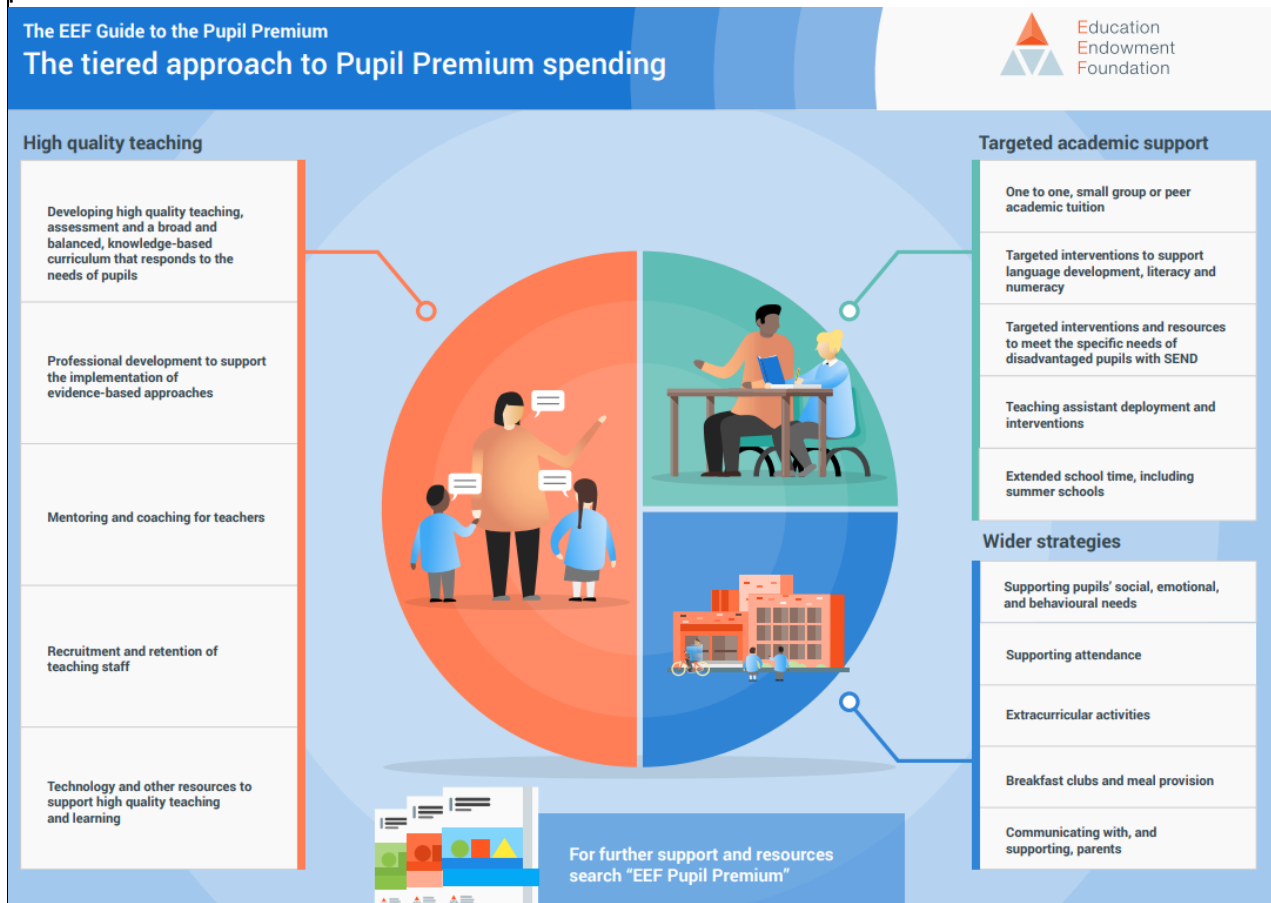 The EEF Guide to the Pupil Premium
The tiered approach to Pupil Premium spending
Education
Endowment
Foundation
High quality teaching
Developing high quality teaching,
assessment and a broad and
balanced, knowledge-based
curriculum that responds to the
needs of pupils
Professional development to support
the implementation of
evidence-based approaches
Mentoring and coaching for teachers
Recruitment and retention of
teaching staff
Technology and other resources to
support high quality teaching
and learning
Targeted academic support
One to one, small group or peer
academic tuition
Targeted interventions to support
language development, literacy and
numeracy
Targeted interventions and resources
to meet the specific needs of
disadvantaged pupils with SEND
Teaching assistant deployment and
interventions
Extended school time, including
summer schools
Wider strategies
Supporting pupils’ social, emotional,
and behavioural needs
Supporting attendance
Extracurricular activities
Breakfast clubs and meal provision
Communicating with, and
supporting, parents
For further support and resources
search “EEF Pupil Premium”